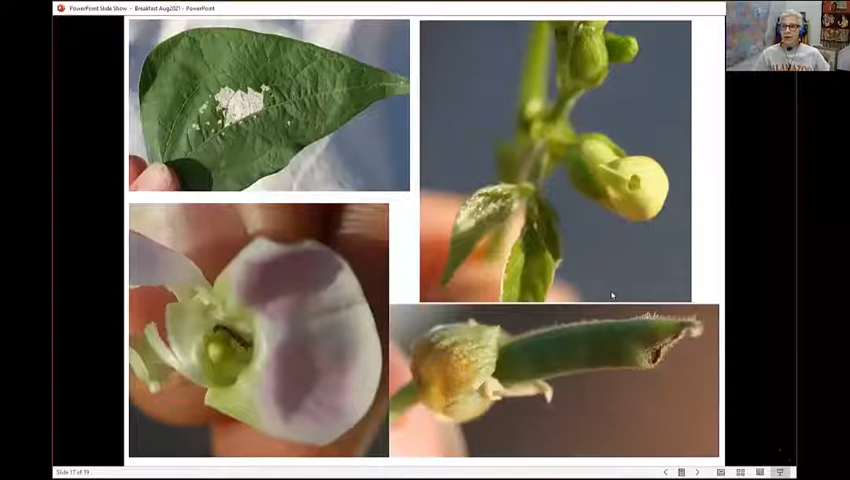 PowerPoint Slide Show - Breakfast Aug2021 - PowerPoint
Slide 17 of 19